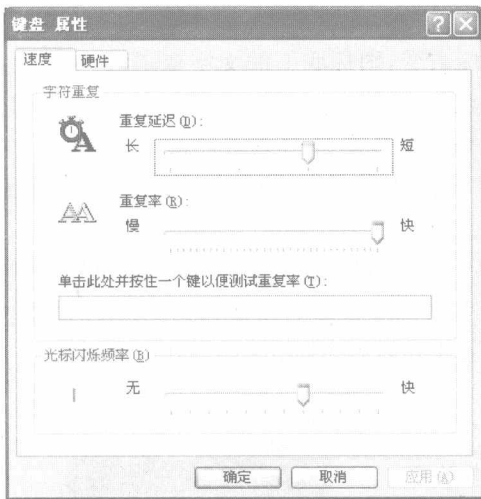 键盘 属性
速度 硬件
字符重复
重复延迟(D):
长 短
重复率(R):
慢 快
单击此处并按住一个键以便测试重复率(T):
光标闪烁频率(B)
无 快
确定 取消 应用(A)